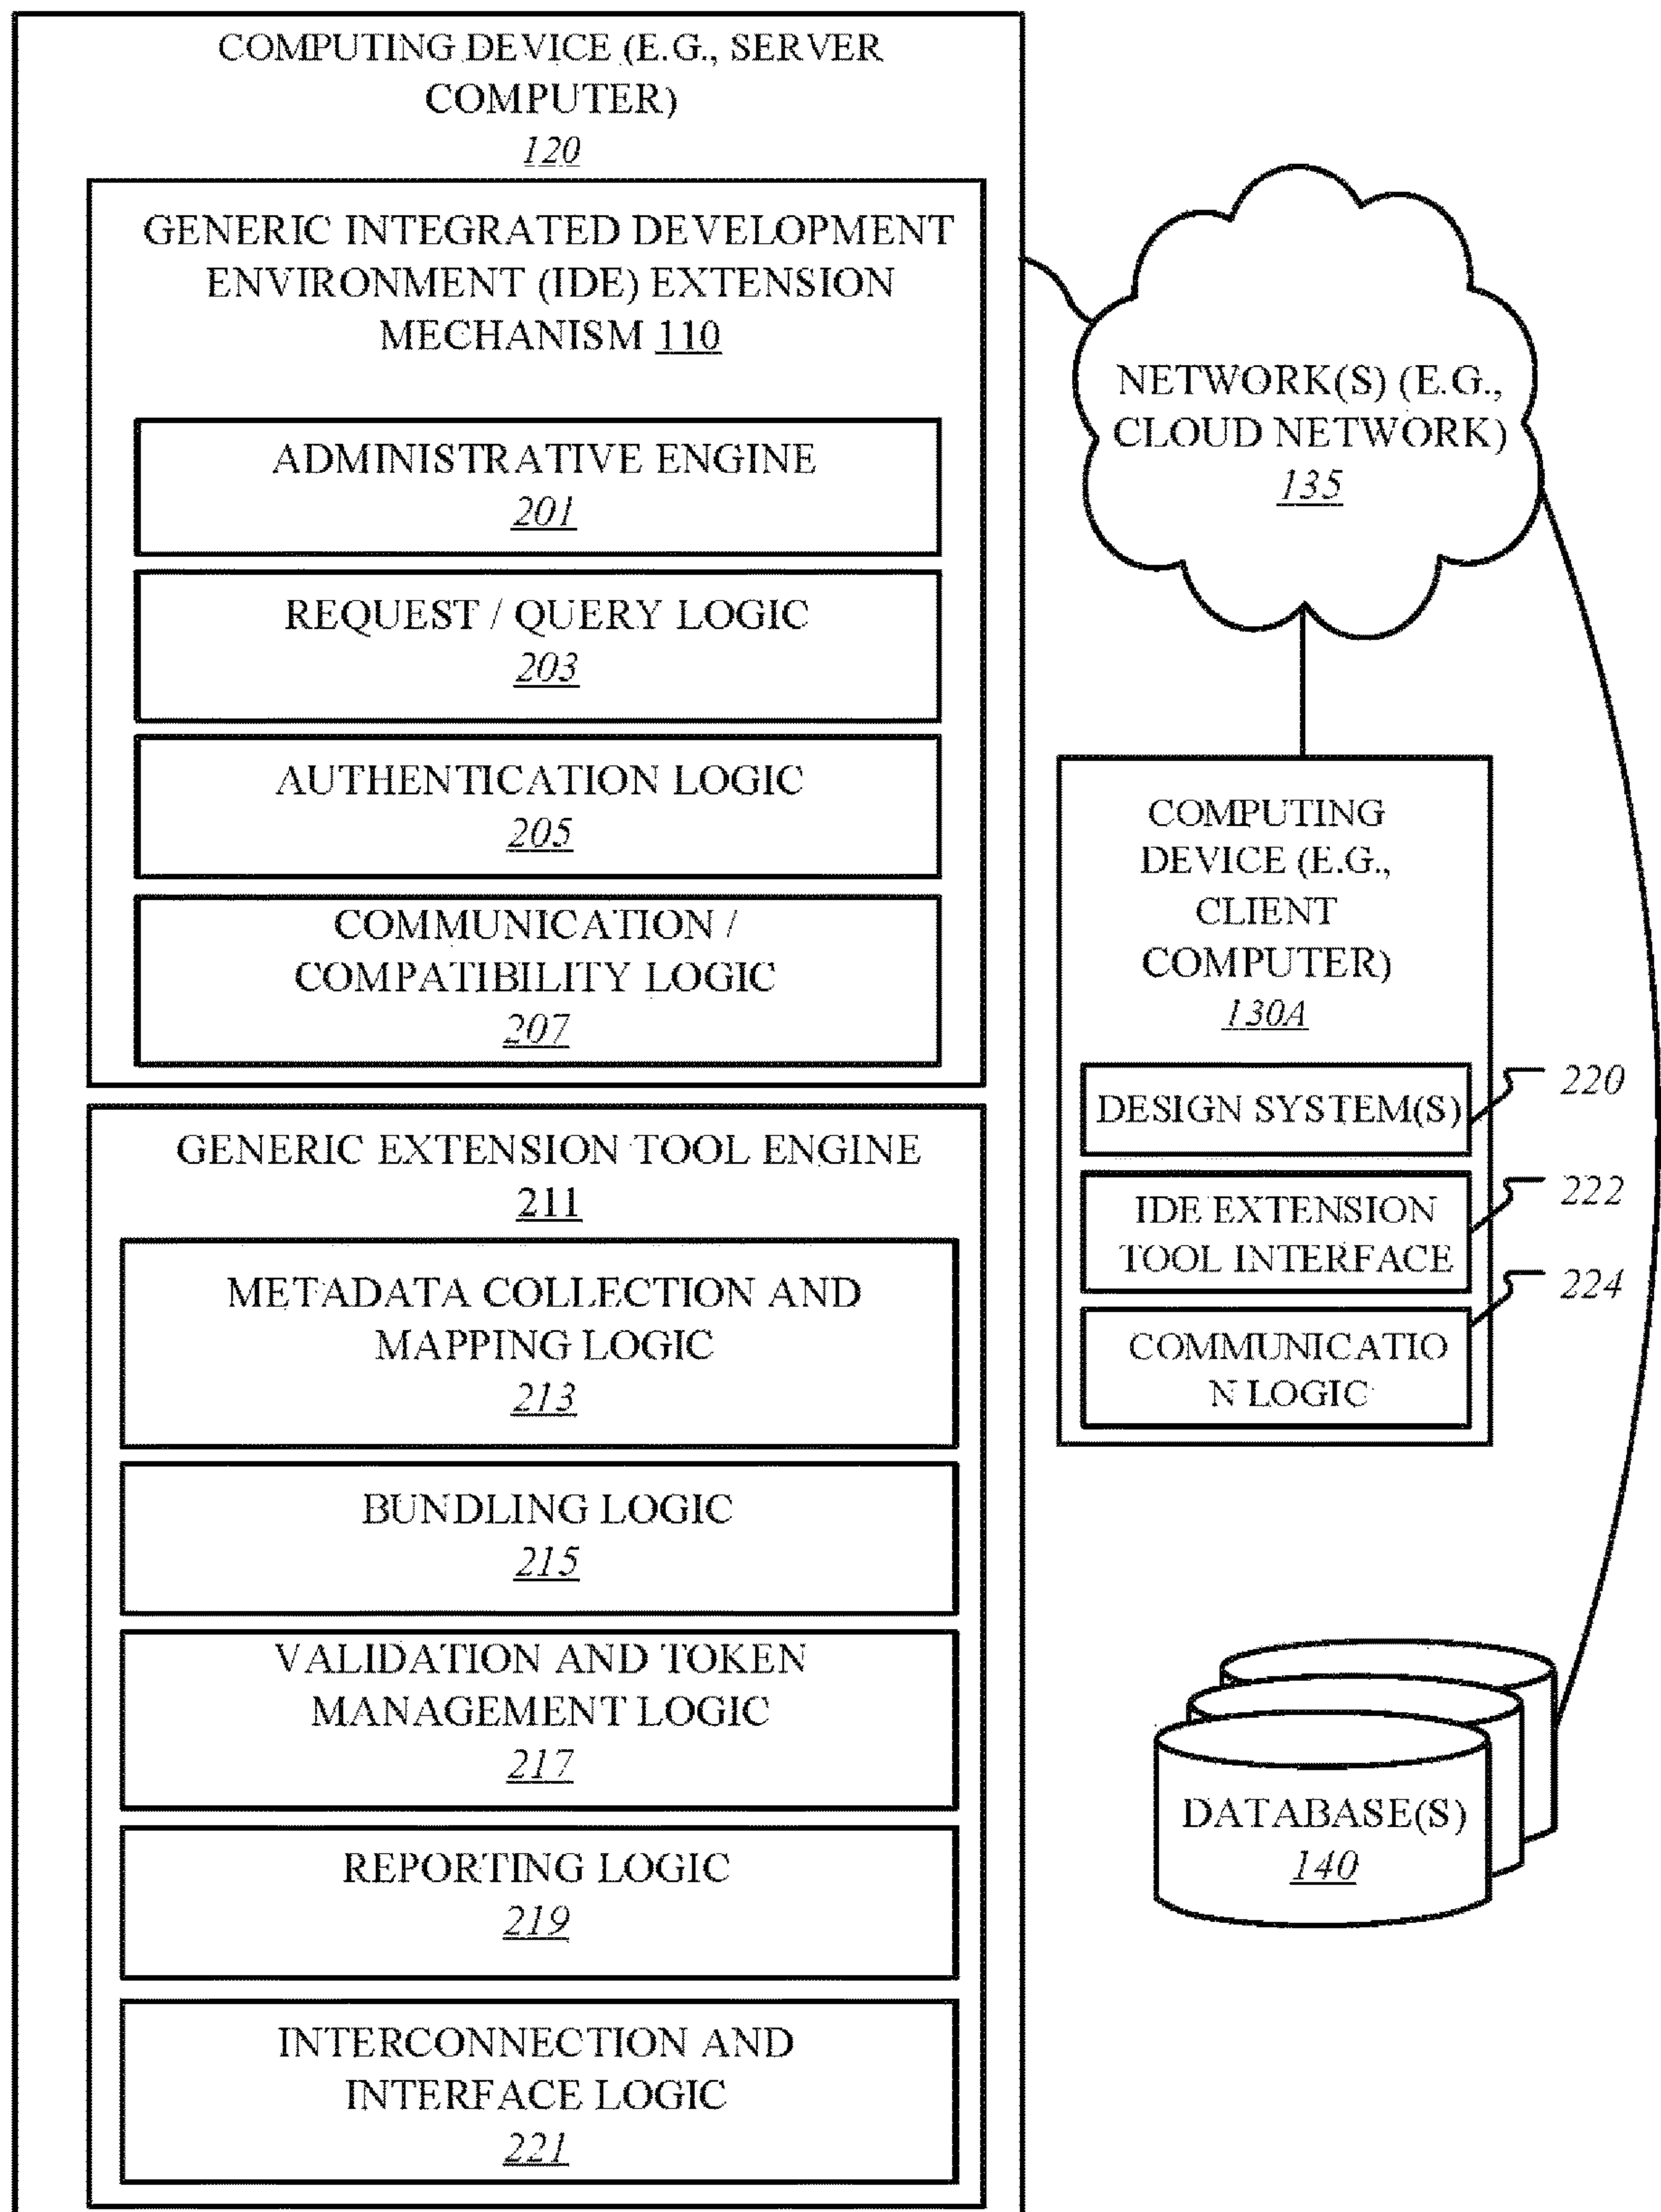 COMPUTING DEVICE (E.G., SERVER
COMPUTER)
120
GENERIC INTEGRATED DEVELOPMENT
ENVIRONMENT (IDE) EXTENSION
MECHANISM 110
ADMINISTRATIVE ENGINE
201
REQUEST / QUERY LOGIC
203
AUTHENTICATION LOGIC
205
COMMUNICATION /
COMPATIBILITY LOGIC
207
GENERIC EXTENSION TOOL ENGINE
211
METADATA COLLECTION AND
MAPPING LOGIC
213
BUNDLING LOGIC
215
VALIDATION AND TOKEN
MANAGEMENT LOGIC
217
REPORTING LOGIC
219
INTERCONNECTION AND
INTERFACE LOGIC
221
NETWORK(S) (E.G.,
CLOUD NETWORK)
135
COMPUTING
DEVICE (E.G.,
CLIENT
COMPUTER)
130A
DESIGN SYSTEM(S)
220
IDE EXTENSION
TOOL INTERFACE
222
COMMUNICATIO
N LOGIC
224
DATABASE(S)
140